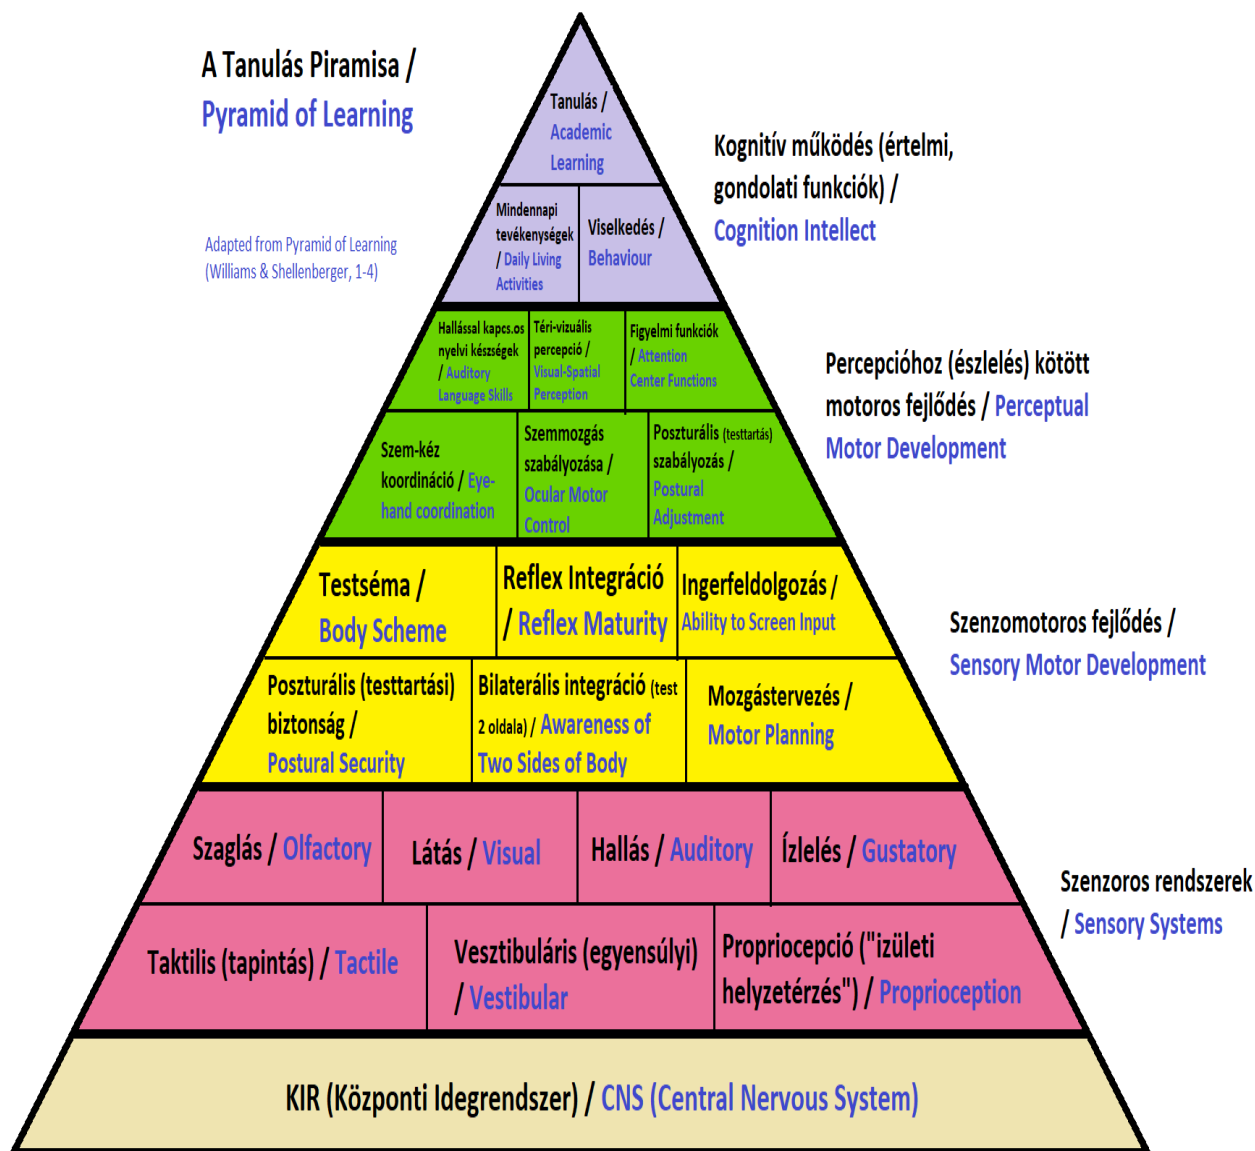 A Tanulás Piramisa /
Pyramid of Learning
Adapted from Pyramid of Learning
(Williams & Shellenberger, 1-4)
Tanulás /
Academic
Learning
Mindennapi
tevékenységek
/ Daily Living
Activities
Viselkedés /
Behaviour
Kognitív működés (értelmi,
gondolati funkciók) /
Cognition Intellect
Hallással kapcs.os
nyelvi készségek
/ Auditory
Language Skills
Téri-vizuális
percepció /
Visual-Spatial
Perception
Figyelmi funkciók
/ Attention
Center Functions
Szem-kéz
koordináció / Eye-
hand coordination
Szemmozgás
szabályozása /
Ocular Motor
Control
Poszturális (testtartás)
szabályozás /
Postural
Adjustment
Percepcióhoz (észlelés) kötött
motoros fejlődés / Perceptual
Motor Development
Testséma /
Body Scheme
Reflex Integráció
/ Reflex Maturity
Ingerfeldolgozás /
Ability to Screen Input
Poszturális (testtartási)
biztonság /
Postural Security
Bilaterális integráció (test
2 oldala) / Awareness of
Two Sides of Body
Mozgástervezés /
Motor Planning
Szenzomotoros fejlődés /
Sensory Motor Development
Szaglás / Olfactory
Látás / Visual
Hallás / Auditory
Ízlelés / Gustatory
Taktilis (tapintás) / Tactile
Vesztibuláris (egyensúlyi)
/ Vestibular
Propriocepció ("izületi
helyzetérzés") / Proprioception
Szenzoros rendszerek
/ Sensory Systems
KIR (Központi Idegrendszer) / CNS (Central Nervous System)